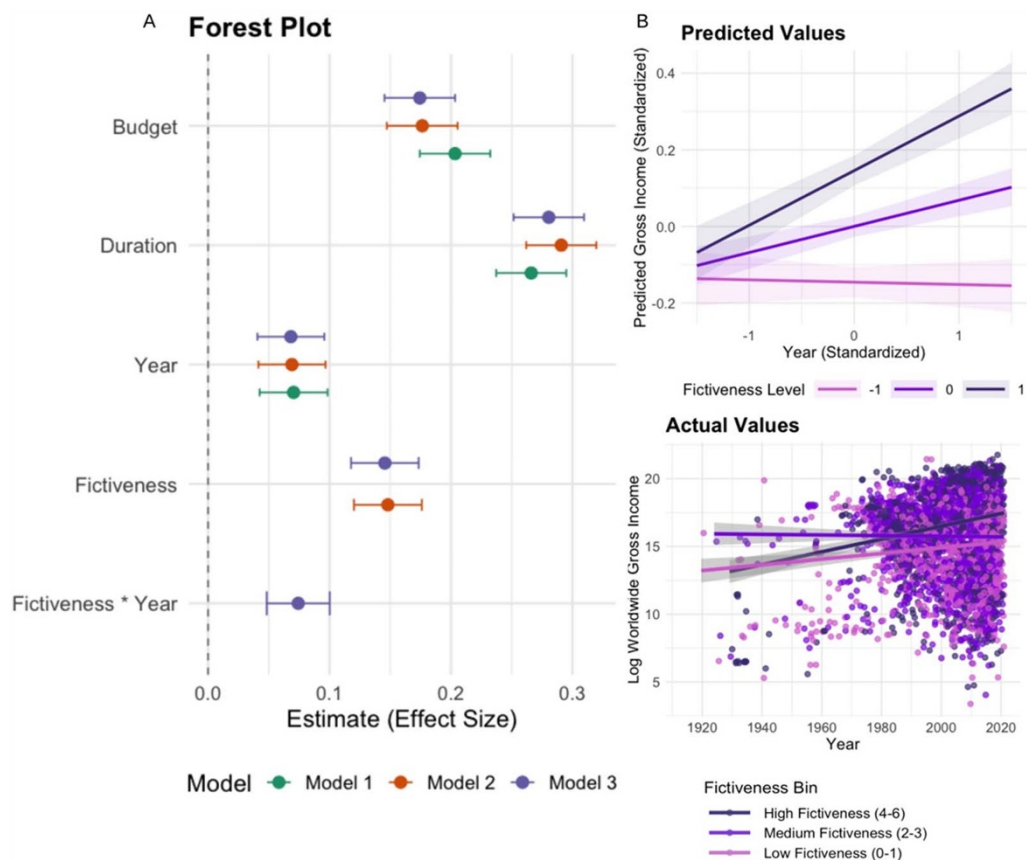 A
Forest Plot
Budget
Duration
Year
Fictiveness
Fictiveness * Year
0.0 0.1 0.2 0.3
Estimate (Effect Size)
Model Model 1 Model 2 Model 3
B
Predicted Values
Predicted Gross Income (Standardized)
0.4
0.2
0.0
-0.2
-1 0 1
Year (Standardized)
Fictiveness Level -1 0 1
Actual Values
Log Worldwide Gross Income
20
15
10
5
1920 1940 1960 1980 2000 2020
Year
Fictiveness Bin
High Fictiveness (4-6)
Medium Fictiveness (2-3)
Low Fictiveness (0-1)